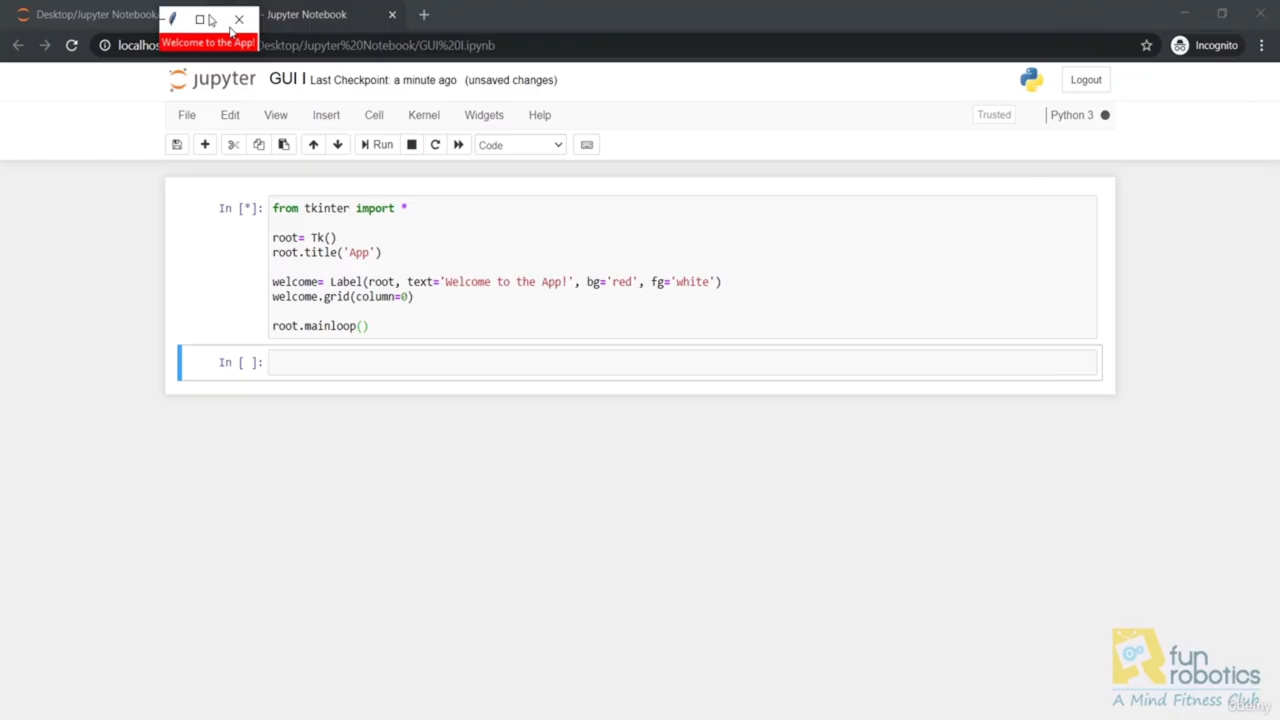 Desktop/Jupyter Notebook
- Jupyter Notebook
Welcome to the App!
localhos
Desktop/Jupyter%20Notebook/GUI%20I.ipynb
Incognito
jupyter
GUI I
Last Checkpoint: a minute ago (unsaved changes)
Logout
File Edit View Insert Cell Kernel Widgets Help
Trusted
Python 3
Run
Code
In [*]:
from tkinter import *
root= Tk()
root.title('App')
welcome= Label(root, text='Welcome to the App!', bg='red', fg='white')
welcome.grid(column=0)
root.mainloop()
In [ ]:
fun
robotics
A Mind Fitness Club
Udemy